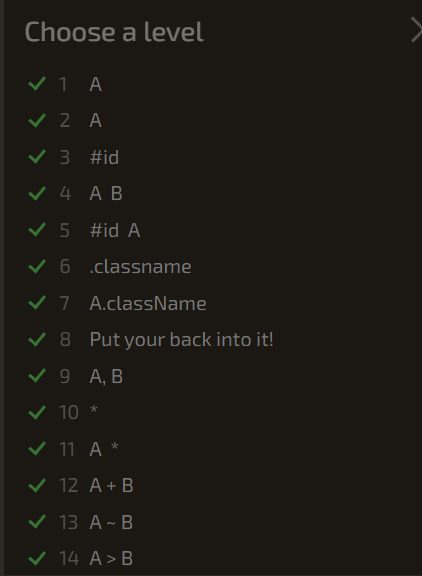 Choose a level
1 A
2 A
3 #id
4 A B
5 #id A
6 .classname
7 A.className
8 Put your back into it!
9 A, B
10 *
11 A *
12 A + B
13 A ~ B
14 A > B